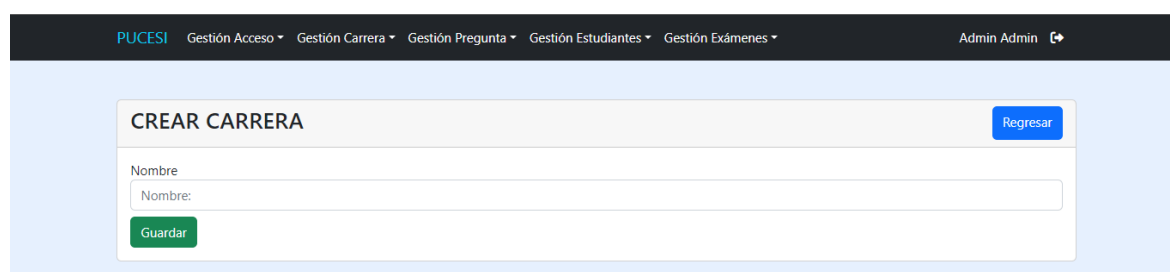 PUCESI Gestión Acceso Gestión Carrera Gestión Pregunta Gestión Estudiantes Gestión Exámenes Admin Admin
CREAR CARRERA Regresar
Nombre
Nombre:
Guardar